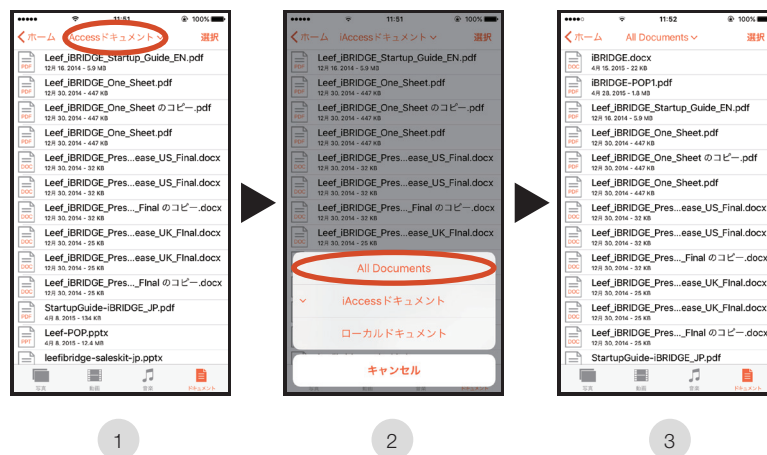 11:51
100%
ホーム
iAccessドキュメント
選択
Leef_iBRIDGE_Startup_Guide_EN.pdf
12月 16, 2014 - 5.9 MB
Leef_iBRIDGE_One_Sheet.pdf
12月 30, 2014 - 447 KB
Leef_iBRIDGE_One_Sheet のコピー.pdf
12月 30, 2014 - 447 KB
Leef_iBRIDGE_One_Sheet.pdf
12月 30, 2014 - 447 KB
Leef_iBRIDGE_Pres...ease_US_Final.docx
12月 30, 2014 - 32 KB
Leef_iBRIDGE_Pres...ease_US_Final.docx
12月 30, 2014 - 32 KB
Leef_iBRIDGE_Pres..._Final のコピー.docx
12月 30, 2014 - 32 KB
Leef_iBRIDGE_Pres...ease_UK_FInal.docx
12月 30, 2014 - 25 KB
Leef_iBRIDGE_Pres...ease_UK_FInal.docx
12月 30, 2014 - 25 KB
Leef_iBRIDGE_Pres..._FInal のコピー.docx
12月 30, 2014 - 25 KB
StartupGuide-iBRIDGE_JP.pdf
4月 8, 2015 - 134 KB
Leef-POP.pptx
4月 8, 2015 - 12.4 MB
leefibridge-saleskit-jp.pptx
写真 動画 音楽 ドキュメント
1
11:51
100%
ホーム
iAccessドキュメント
選択
Leef_iBRIDGE_Startup_Guide_EN.pdf
12月 16, 2014 - 5.9 MB
Leef_iBRIDGE_One_Sheet.pdf
12月 30, 2014 - 447 KB
Leef_iBRIDGE_One_Sheet のコピー.pdf
12月 30, 2014 - 447 KB
Leef_iBRIDGE_One_Sheet.pdf
12月 30, 2014 - 447 KB
Leef_iBRIDGE_Pres...ease_US_Final.docx
12月 30, 2014 - 32 KB
Leef_iBRIDGE_Pres...ease_US_Final.docx
12月 30, 2014 - 32 KB
Leef_iBRIDGE_Pres..._Final のコピー.docx
12月 30, 2014 - 32 KB
Leef_iBRIDGE_Pres...ease_UK_FInal.docx
12月 30, 2014 - 25 KB
All Documents
iAccessドキュメント
ローカルドキュメント
キャンセル
写真 動画 音楽 ドキュメント
2
11:52
100%
ホーム
All Documents
選択
iBRIDGE.docx
4月 15, 2015 - 22 KB
iBRIDGE-POP1.pdf
4月 28, 2015 - 1.8 MB
Leef_iBRIDGE_Startup_Guide_EN.pdf
12月 16, 2014 - 5.9 MB
Leef_iBRIDGE_One_Sheet.pdf
12月 30, 2014 - 447 KB
Leef_iBRIDGE_One_Sheet のコピー.pdf
12月 30, 2014 - 447 KB
Leef_iBRIDGE_One_Sheet.pdf
12月 30, 2014 - 447 KB
Leef_iBRIDGE_Pres...ease_US_Final.docx
12月 30, 2014 - 32 KB
Leef_iBRIDGE_Pres...ease_US_Final.docx
12月 30, 2014 - 32 KB
Leef_iBRIDGE_Pres..._Final のコピー.docx
12月 30, 2014 - 32 KB
Leef_iBRIDGE_Pres...ease_UK_FInal.docx
12月 30, 2014 - 25 KB
Leef_iBRIDGE_Pres...ease_UK_FInal.docx
12月 30, 2014 - 25 KB
Leef_iBRIDGE_Pres..._FInal のコピー.docx
12月 30, 2014 - 25 KB
StartupGuide-iBRIDGE_JP.pdf
写真 動画 音楽 ドキュメント
3